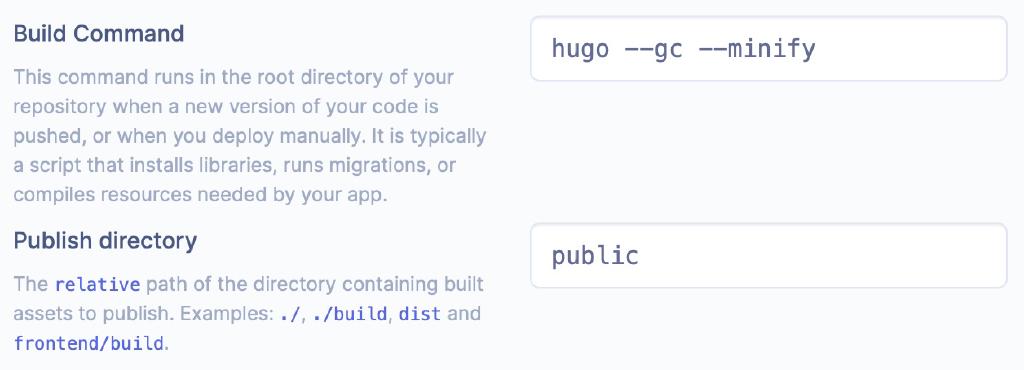 Build Command
hugo --gc --minify
This command runs in the root directory of your
repository when a new version of your code is
pushed, or when you deploy manually. It is typically
a script that installs libraries, runs migrations, or
compiles resources needed by your app.
Publish directory
public
The relative path of the directory containing built
assets to publish. Examples: ./, ./build, dist and
frontend/build.